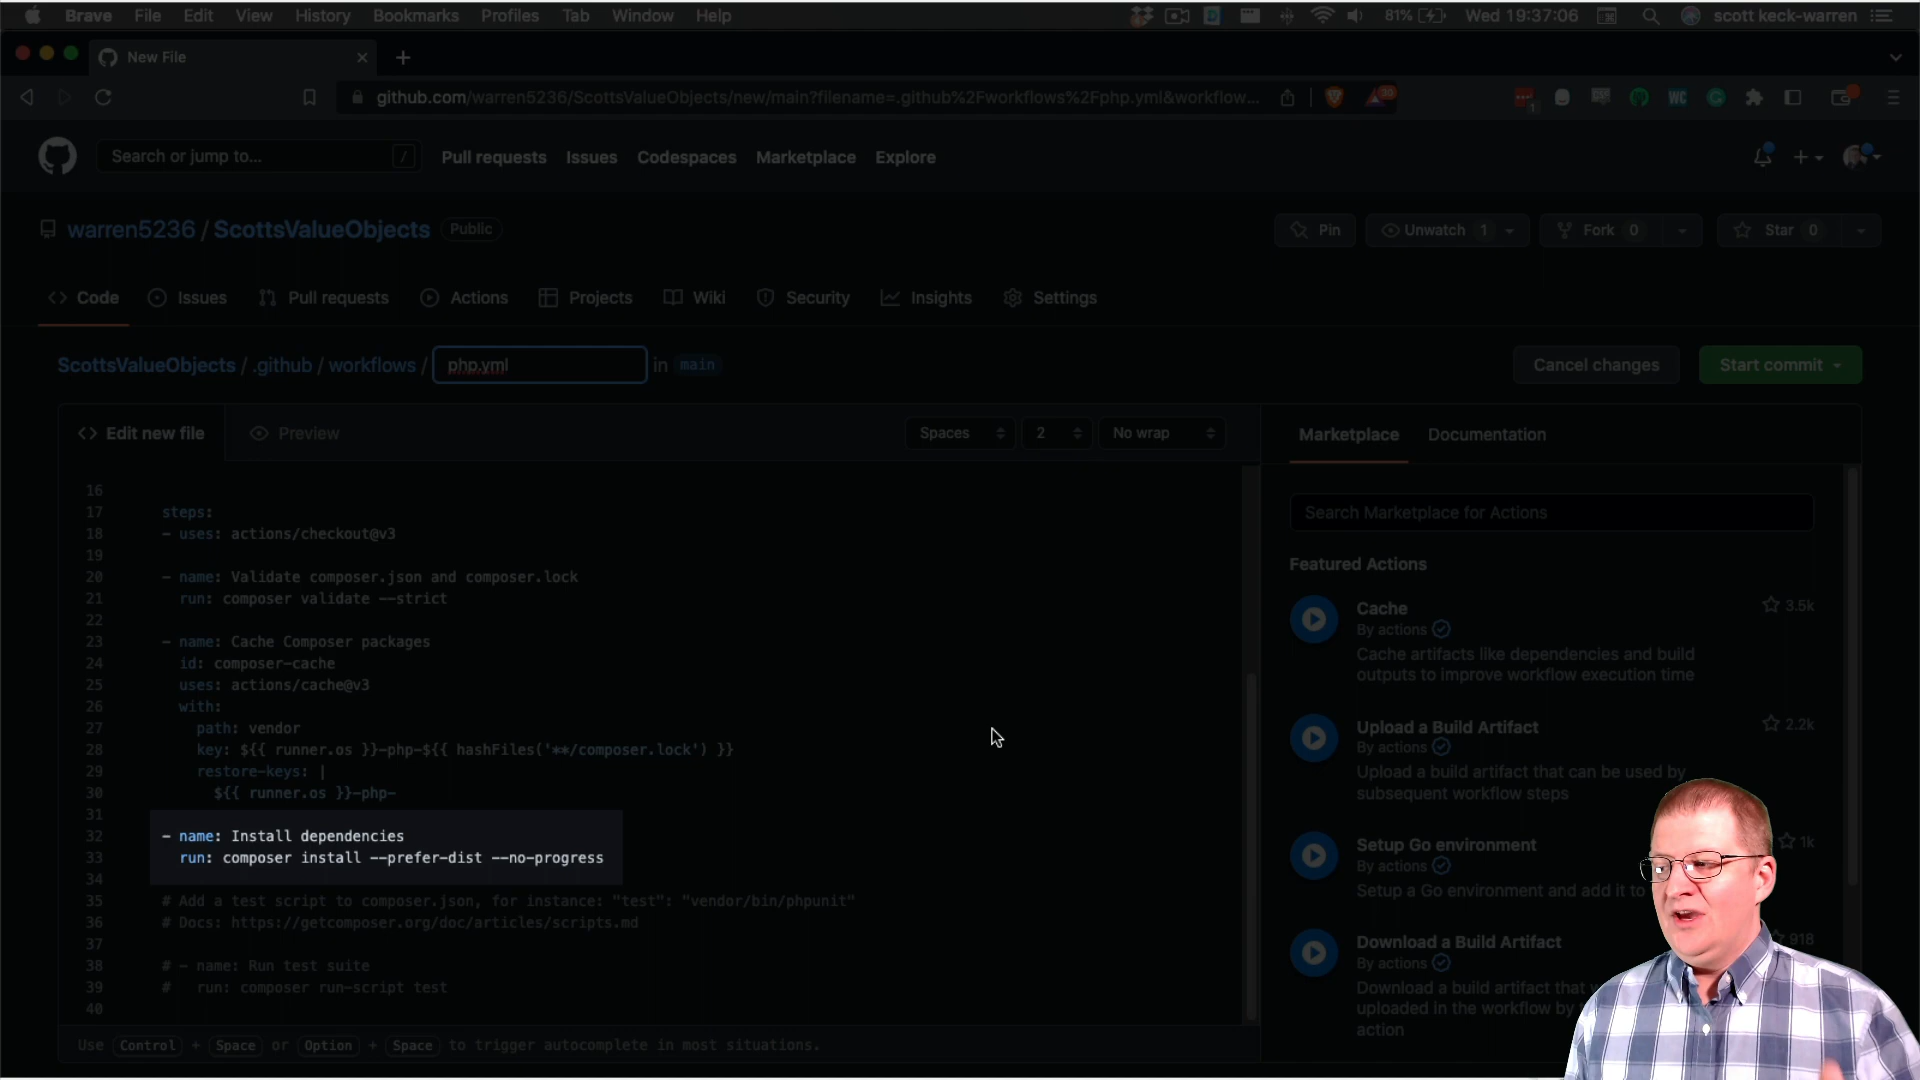 Brave File Edit View History Bookmarks Profiles Tab Window Help 81% Wed 19:37:06 scott keck-warren
New File
github.com/warren5236/ScottsValueObjects/new/main?filename=.github%2Fworkflows%2Fphp.yml&workflow...
Search or jump to... / Pull requests Issues Codespaces Marketplace Explore
warren5236 / ScottsValueObjects Public Pin Unwatch 1 Fork 0 Star 0
Code Issues Pull requests Actions Projects Wiki Security Insights Settings
ScottsValueObjects / .github / workflows / php.yml in main Cancel changes Start commit
Edit new file Preview Spaces 2 No wrap
16
17 steps:
18 - uses: actions/checkout@v3
19
20 - name: Validate composer.json and composer.lock
21 run: composer validate --strict
22
23 - name: Cache Composer packages
24 id: composer-cache
25 uses: actions/cache@v3
26 with:
27 path: vendor
28 key: ${{ runner.os }}-php-${{ hashFiles('**/composer.lock') }}
29 restore-keys: |
30 ${{ runner.os }}-php-
31
32 - name: Install dependencies
33 run: composer install --prefer-dist --no-progress
34
35 # Add a test script to composer.json, for instance: "test": "vendor/bin/phpunit"
36 # Docs: https://getcomposer.org/doc/articles/scripts.md
37
38 # - name: Run test suite
39 # run: composer run-script test
40
Use Control + Space or Option + Space to trigger autocomplete in most situations.
Marketplace Documentation
Search Marketplace for Actions
Featured Actions
Cache 3.5k
By actions
Cache artifacts like dependencies and build
outputs to improve workflow execution time
Upload a Build Artifact 2.2k
By actions
Upload a build artifact that can be used by
subsequent workflow steps
Setup Go environment 1k
By actions
Setup a Go environment and add it to
Download a Build Artifact 918
By actions
Download a build artifact that
uploaded in the workflow by
action